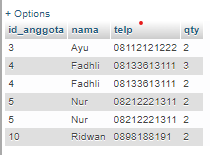 + Options
id_anggota nama telp qty
3 Ayu 08112121222 2
4 Fadhli 08133613111 3
4 Fadhli 08133613111 2
5 Nur 08212221311 2
5 Nur 08212221311 2
10 Ridwan 0898188191 2